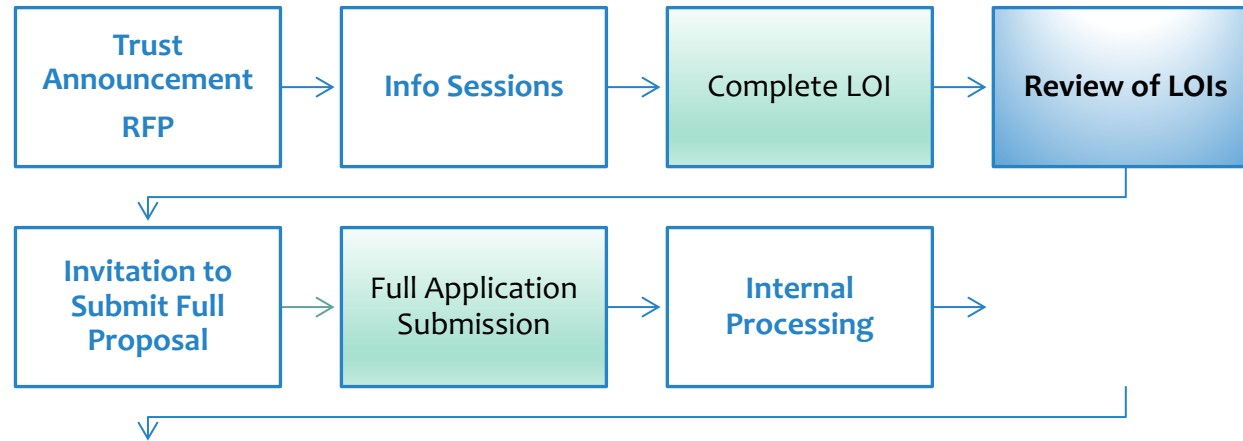 Trust
Announcement
RFP
Info Sessions
Complete LOI
Review of LOIs
Invitation to
Submit Full
Proposal
Full Application
Submission
Internal
Processing